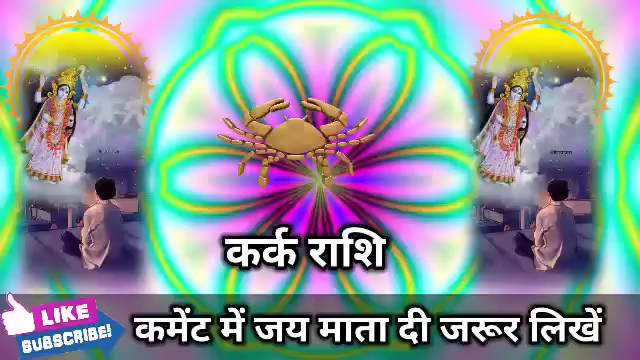 कर्क राशि
LIKE
SUBSCRIBE!
कमेंट में जय माता दी जरूर लिखें